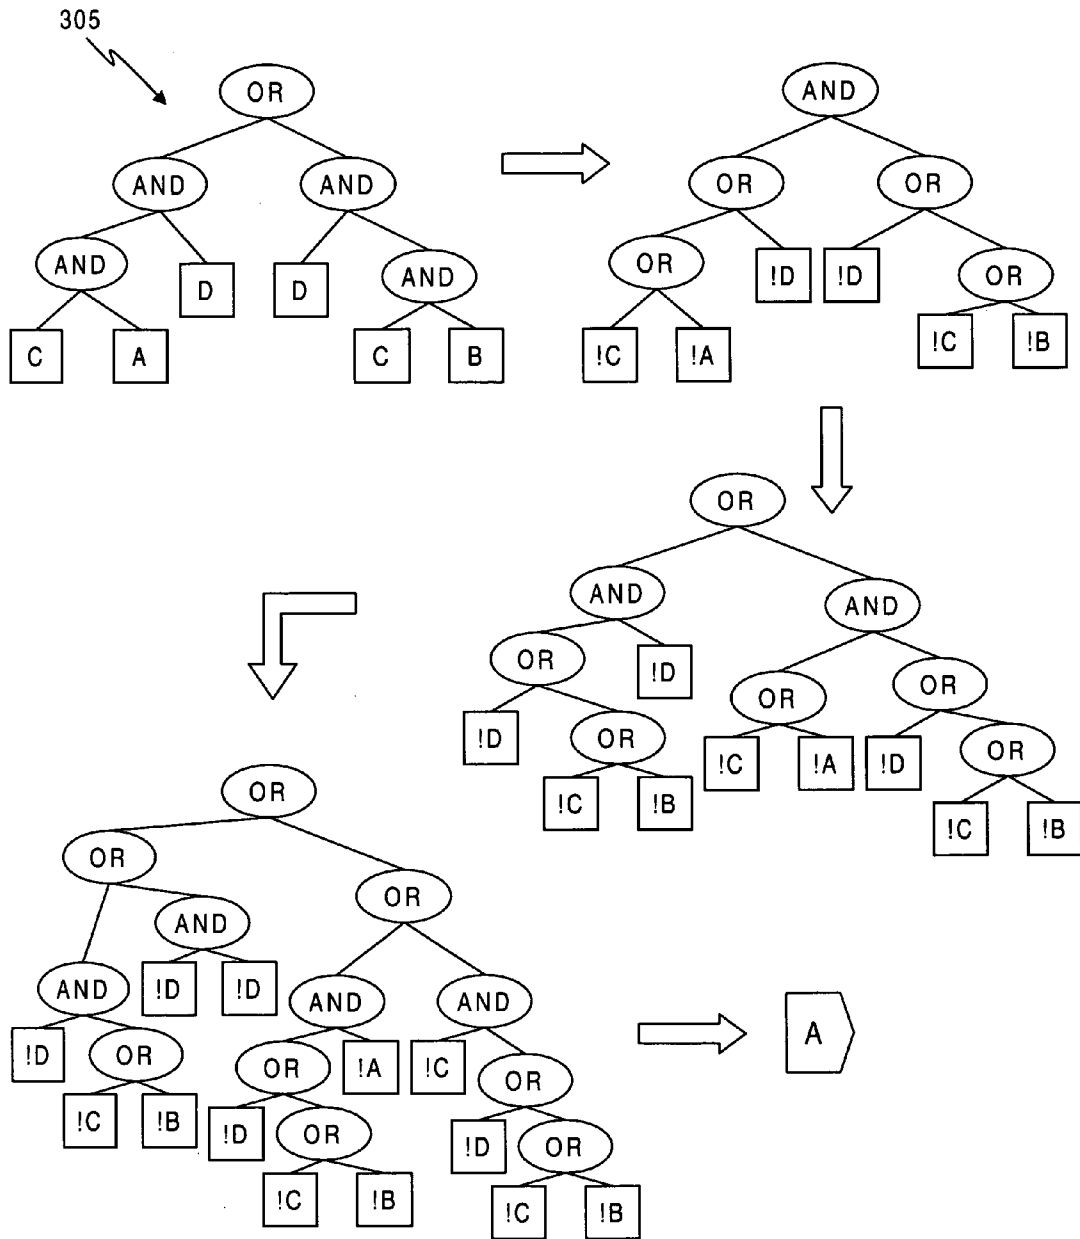 305
OR
AND AND
AND D D AND
C A C B
AND
OR OR
OR !D !D OR
!C !A !C !B
OR
AND AND
OR !D OR OR
!D OR !C !A !D OR
!C !B !C !B
OR
OR OR
AND
AND !D !D AND AND
!D OR OR !A !C OR
!C !B !D OR !D OR
!C !B !C !B
A